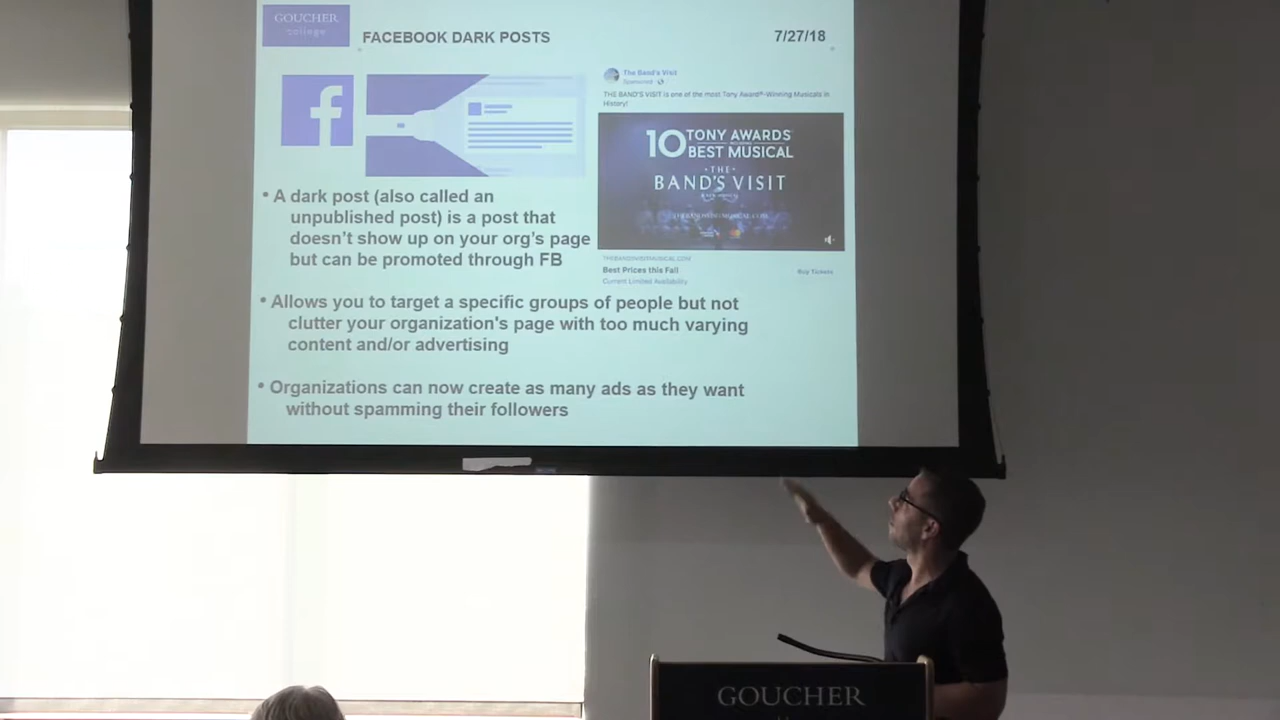 GOUCHER
college
FACEBOOK DARK POSTS
7/27/18
f
The Band's Visit
Sponsored
THE BAND'S VISIT is one of the most Tony Award®-Winning Musicals in
History!
10 TONY AWARDS
BEST MUSICAL
·THE·
BAND'S VISIT
THEBANDSVISITMUSICAL.COM
THEBANDSVISITMUSICAL.COM
Best Prices this Fall
Current Limited Availability
Buy Tickets
• A dark post (also called an
unpublished post) is a post that
doesn't show up on your org's page
but can be promoted through FB
• Allows you to target a specific groups of people but not
clutter your organization's page with too much varying
content and/or advertising
• Organizations can now create as many ads as they want
without spamming their followers
GOUCHER